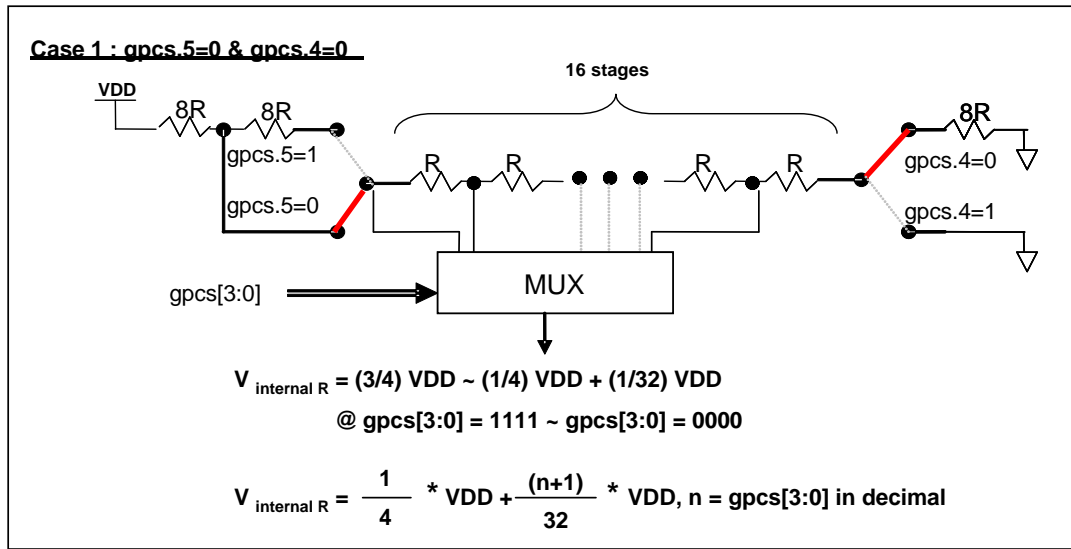 Case 1 : gpcs.5=0 & gpcs.4=0
16 stages
VDD
8R
8R
8R
gpcs.5=1
R
R
R
R
gpcs.4=0
gpcs.5=0
gpcs.4=1
MUX
gpcs[3:0]
V internal R = (3/4) VDD ~ (1/4) VDD + (1/32) VDD
@ gpcs[3:0] = 1111 ~ gpcs[3:0] = 0000
V internal R = 1/4 * VDD + (n+1)/32 * VDD, n = gpcs[3:0] in decimal